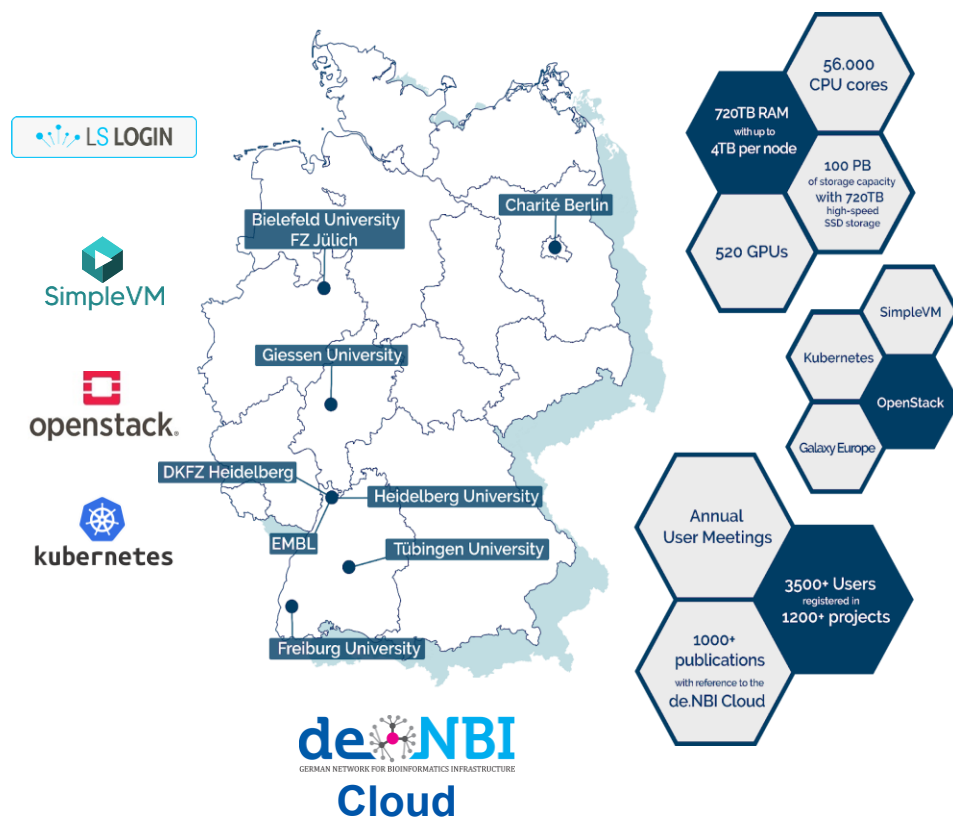 LS LOGIN
SimpleVM
openstack.
kubernetes
Bielefeld University
FZ Jülich
Charité Berlin
Giessen University
DKFZ Heidelberg
Heidelberg University
EMBL
Tübingen University
Freiburg University
56.000
CPU cores
720TB RAM
with up to
4TB per node
100 PB
of storage capacity
with 720TB
high-speed
SSD storage
520 GPUs
SimpleVM
Kubernetes
OpenStack
Galaxy Europe
Annual
User Meetings
3500+ Users
registered in
1200+ projects
1000+
publications
with reference to the
de.NBI Cloud
de NBI
GERMAN NETWORK FOR BIOINFORMATICS INFRASTRUCTURE
Cloud